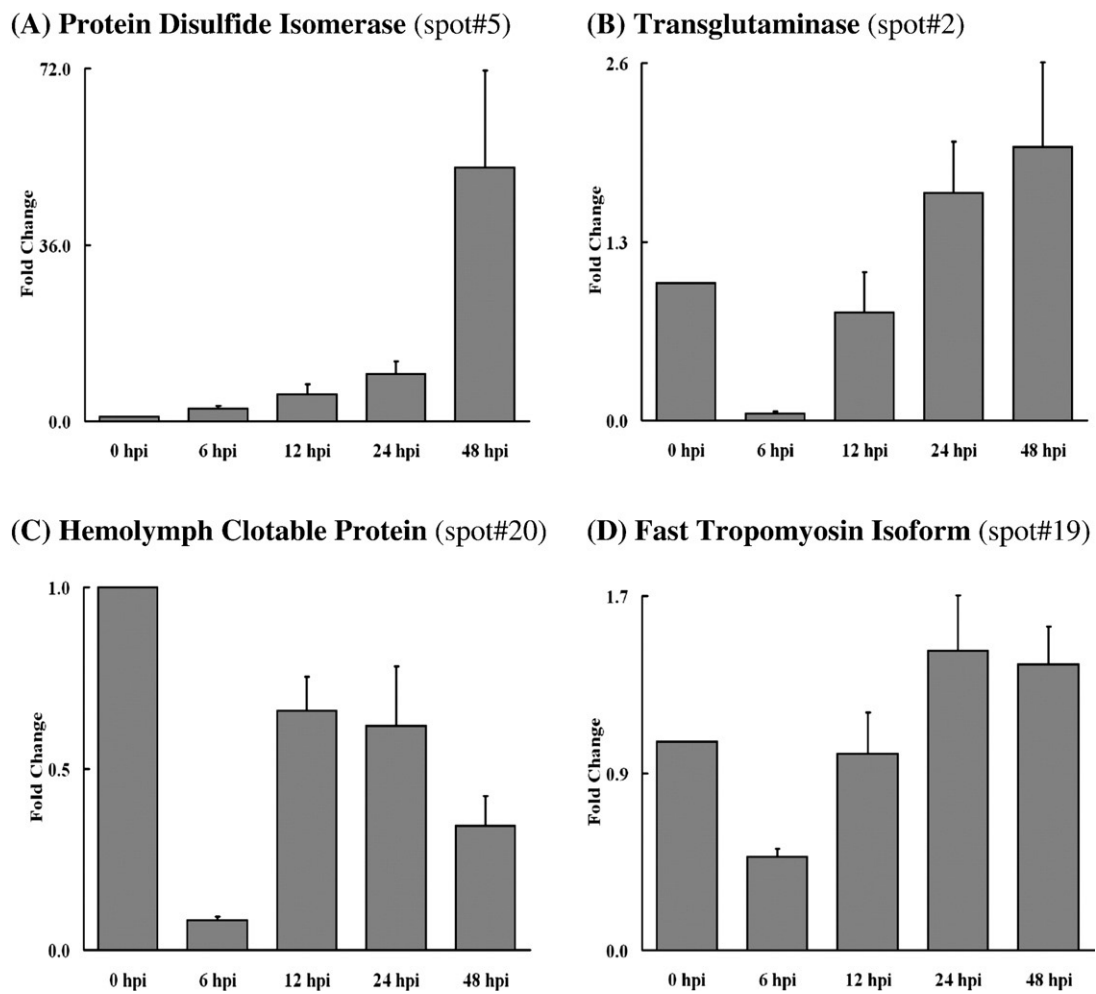 (A) Protein Disulfide Isomerase (spot#5)
72.0
36.0
0.0
Fold Change
0 hpi 6 hpi 12 hpi 24 hpi 48 hpi
(B) Transglutaminase (spot#2)
2.6
1.3
0.0
Fold Change
0 hpi 6 hpi 12 hpi 24 hpi 48 hpi
(C) Hemolymph Clotable Protein (spot#20)
1.0
0.5
0.0
Fold Change
0 hpi 6 hpi 12 hpi 24 hpi 48 hpi
(D) Fast Tropomyosin Isoform (spot#19)
1.7
0.9
0.0
Fold Change
0 hpi 6 hpi 12 hpi 24 hpi 48 hpi